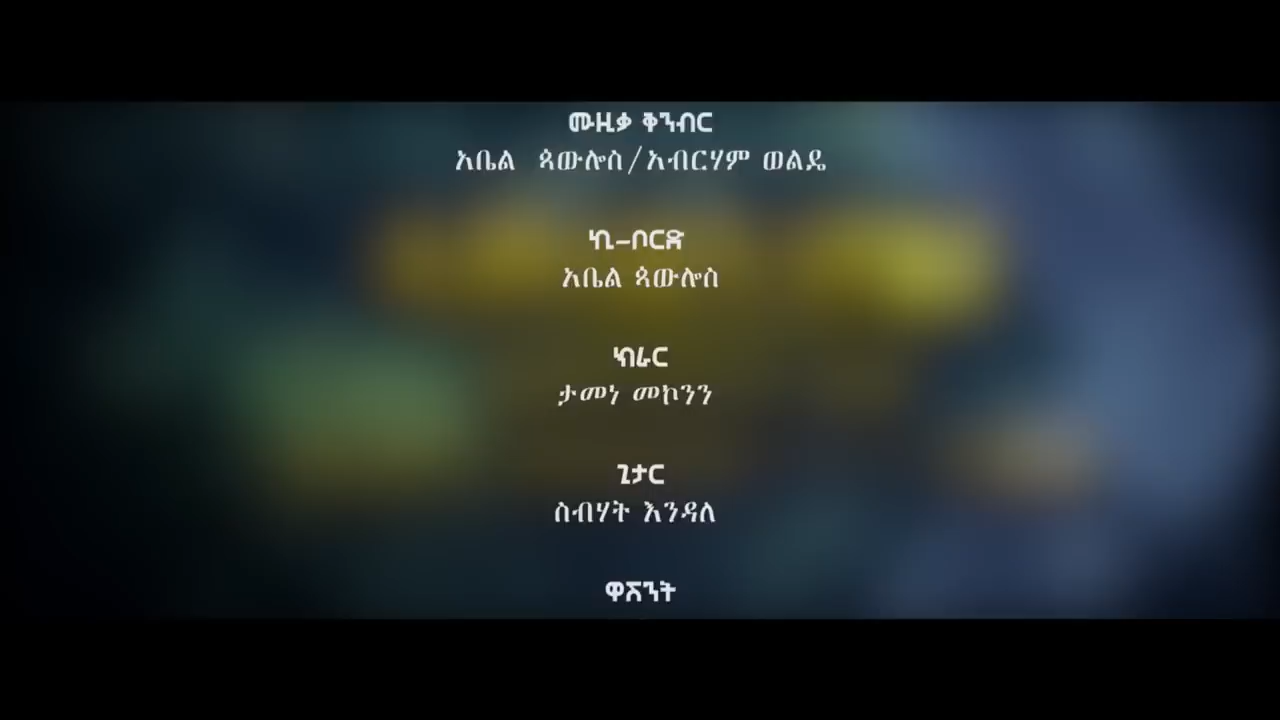 ሙዚቃ ቅንብር
አቤል ጳውሎስ/አብርሃም ወልዴ
ኪ-ቦርድ
አቤል ጳውሎስ
ክራር
ታመነ መኮንን
ጊታር
ስብሃት እንዳለ
ዋሽንት